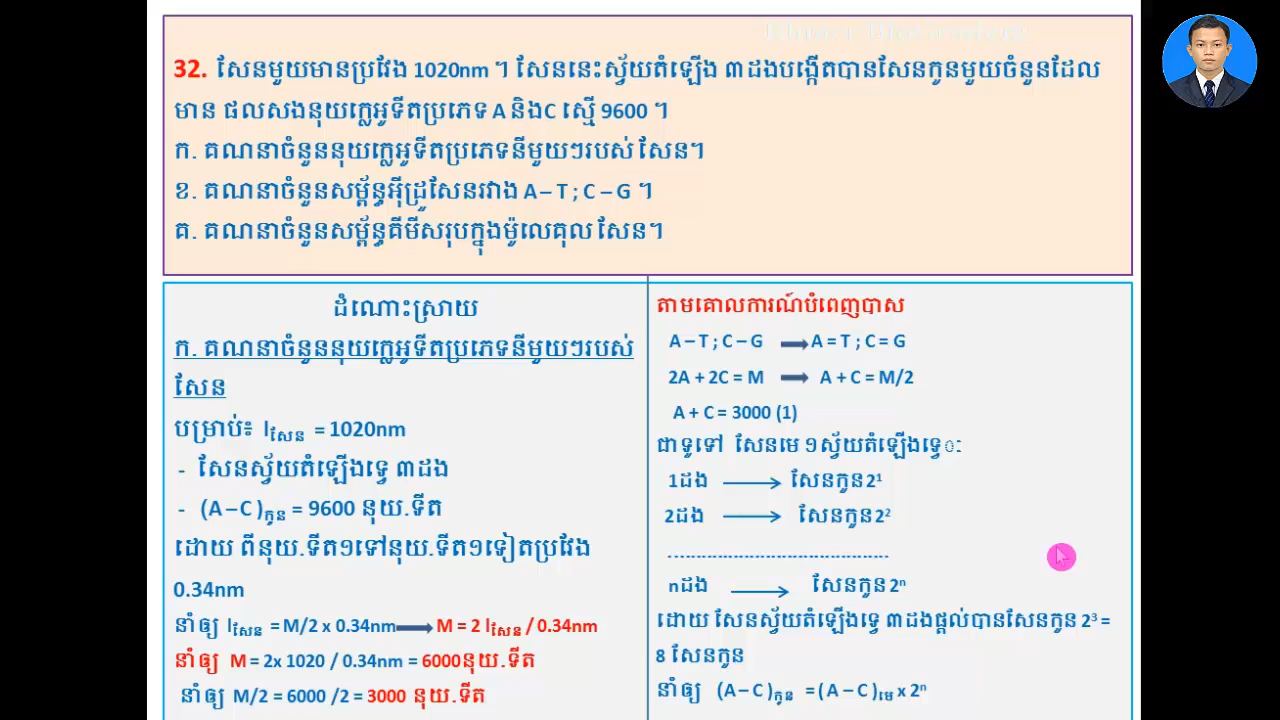 32. សែនមួយមានប្រវែង 1020nm ។ សែននេះស្វ័យតំឡើង ៣ដងបង្កើតបានសែនកូនមួយចំនួនដែល
មាន ផលសងនុយក្លេអូទីតប្រភេទ A និងC ស្មើ 9600 ។
ក. គណនាចំនួននុយក្លេអូទីតប្រភេទនីមួយៗរបស់ សែន។
ខ. គណនាចំនួនសម្ព័ន្ធអ៊ីដ្រូសែនរវាង A – T ; C – G ។
គ. គណនាចំនួនសម្ព័ន្ធគីមីសរុបក្នុងម៉ូលេគុល សែន។
ដំណោះស្រាយ
ក. គណនាចំនួននុយក្លេអូទីតប្រភេទនីមួយៗរបស់
សែន
បម្រាប់៖ lសែន = 1020nm
- សែនស្វ័យតំឡើងទ្វេ ៣ដង
- (A – C )កូន = 9600 នុយ.ទីត
ដោយ ពីនុយ.ទីត១ទៅនុយ.ទីត១ទៀតប្រវែង
0.34nm
នាំឲ្យ lសែន = M/2 x 0.34nm ➡ M = 2 lសែន / 0.34nm
នាំឲ្យ M = 2x 1020 / 0.34nm = 6000នុយ.ទីត
នាំឲ្យ M/2 = 6000 /2 = 3000 នុយ.ទីត
តាមគោលការណ៍បំពេញបាស
A – T ; C – G ➡ A = T ; C = G
2A + 2C = M ➡ A + C = M/2
A + C = 3000 (1)
ជាទូទៅ សែនមេ ១ស្វ័យតំឡើងទ្វេៈ
1ដង → សែនកូន2¹
2ដង → សែនកូន2²
........................................
nដង → សែនកូន 2ⁿ
ដោយ សែនស្វ័យតំឡើងទ្វេ ៣ដងផ្តល់បានសែនកូន 2³ =
8 សែនកូន
នាំឲ្យ (A – C )កូន = ( A – C )មេ x 2ⁿ